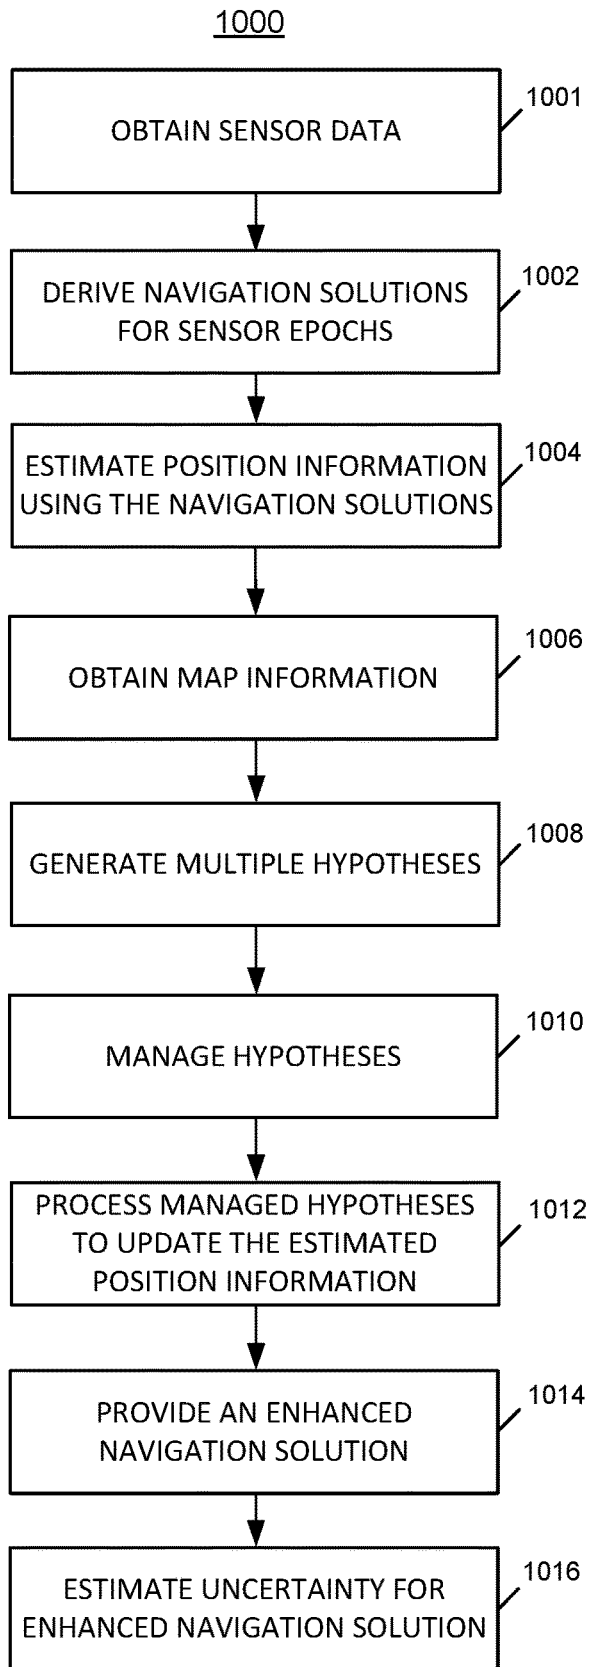 1000
1001
OBTAIN SENSOR DATA
1002
DERIVE NAVIGATION SOLUTIONS
FOR SENSOR EPOCHS
1004
ESTIMATE POSITION INFORMATION
USING THE NAVIGATION SOLUTIONS
1006
OBTAIN MAP INFORMATION
1008
GENERATE MULTIPLE HYPOTHESES
1010
MANAGE HYPOTHESES
1012
PROCESS MANAGED HYPOTHESES
TO UPDATE THE ESTIMATED
POSITION INFORMATION
1014
PROVIDE AN ENHANCED
NAVIGATION SOLUTION
1016
ESTIMATE UNCERTAINTY FOR
ENHANCED NAVIGATION SOLUTION